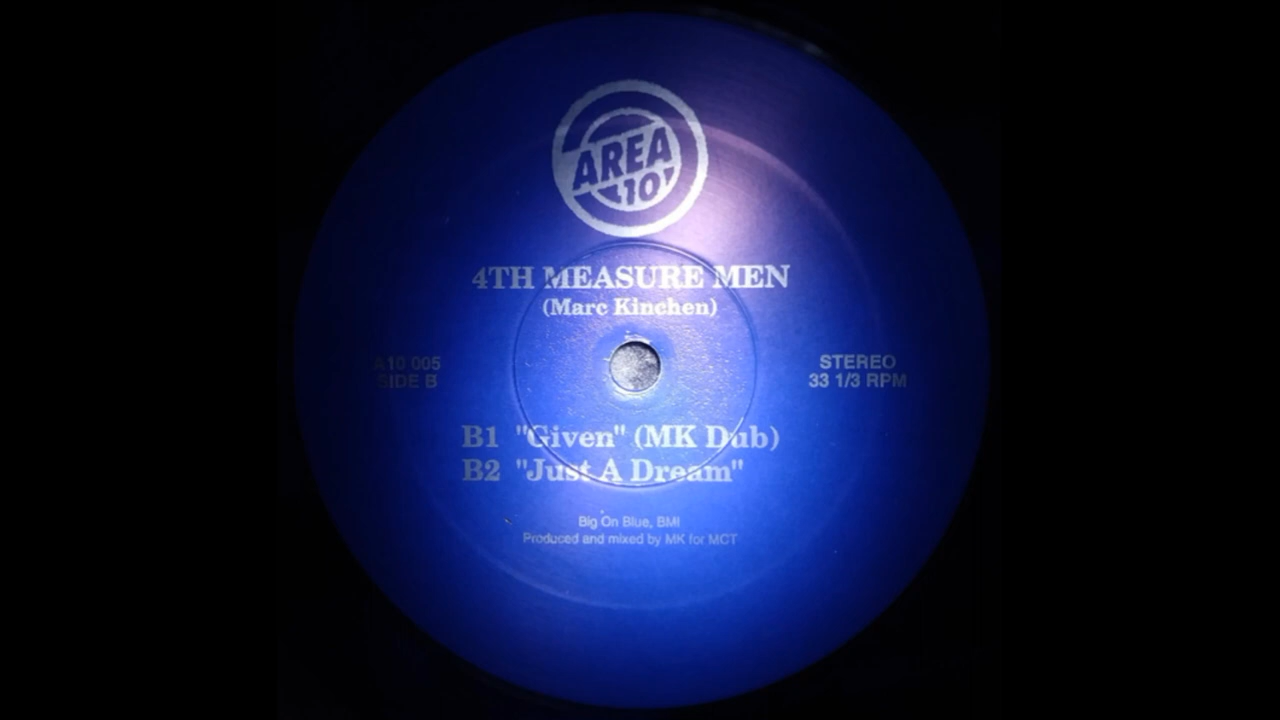 AREA
10
4TH MEASURE MEN
(Marc Kinchen)
A10 005
SIDE B
STEREO
33 1/3 RPM
B1 "Given" (MK Dub)
B2 "Just A Dream"
Big On Blue, BMI
Produced and mixed by MK for MCT